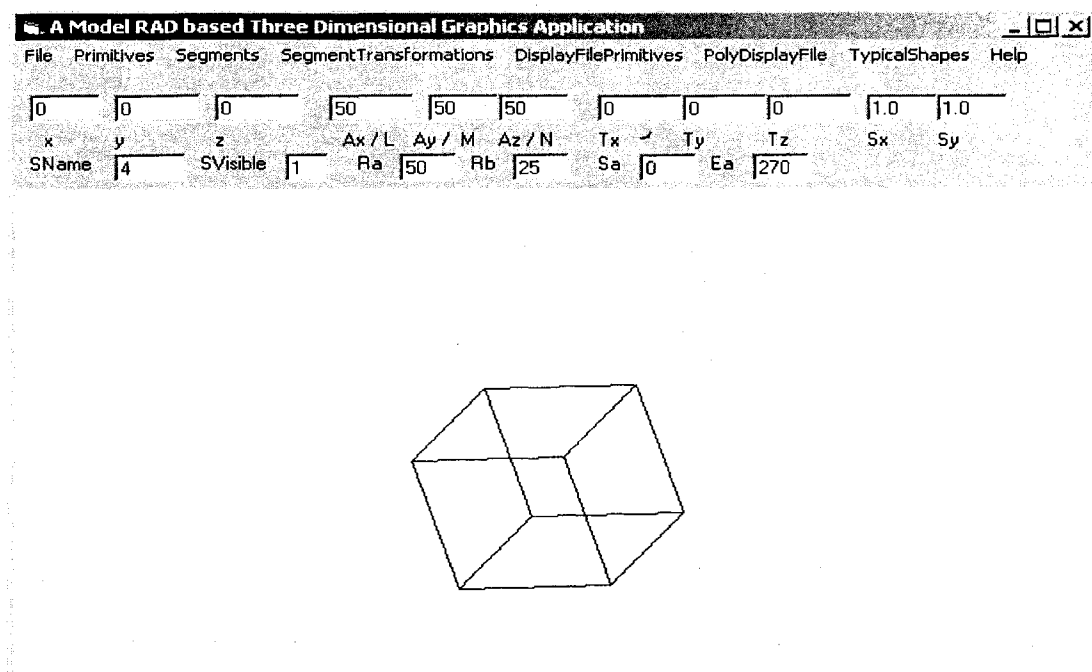 A Model RAD based Three Dimensional Graphics Application
File Primitives Segments SegmentTransformations DisplayFilePrimitives PolyDisplayFile TypicalShapes Help
0 0 0 50 50 50 0 0 0 1.0 1.0
x y z Ax / L Ay / M Az / N Tx Ty Tz Sx Sy
SName 4 SVisible 1 Ra 50 Rb 25 Sa 0 Ea 270